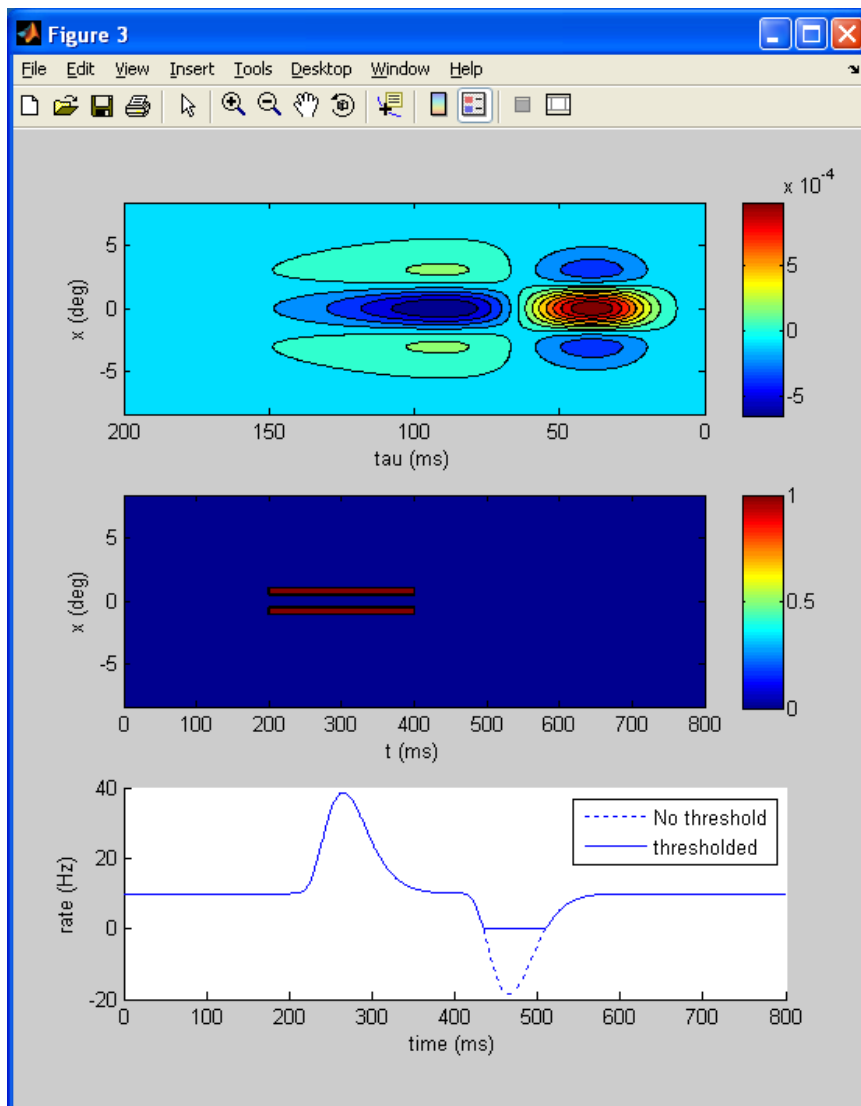 Figure 3
File Edit View Insert Tools Desktop Window Help
x 10^-4
5
0
-5
x (deg)
5
0
-5
200 150 100 50 0
tau (ms)
5
0
-5
x (deg)
1
0.5
0
0 100 200 300 400 500 600 700 800
t (ms)
40
20
0
-20
rate (Hz)
No threshold
thresholded
0 100 200 300 400 500 600 700 800
time (ms)